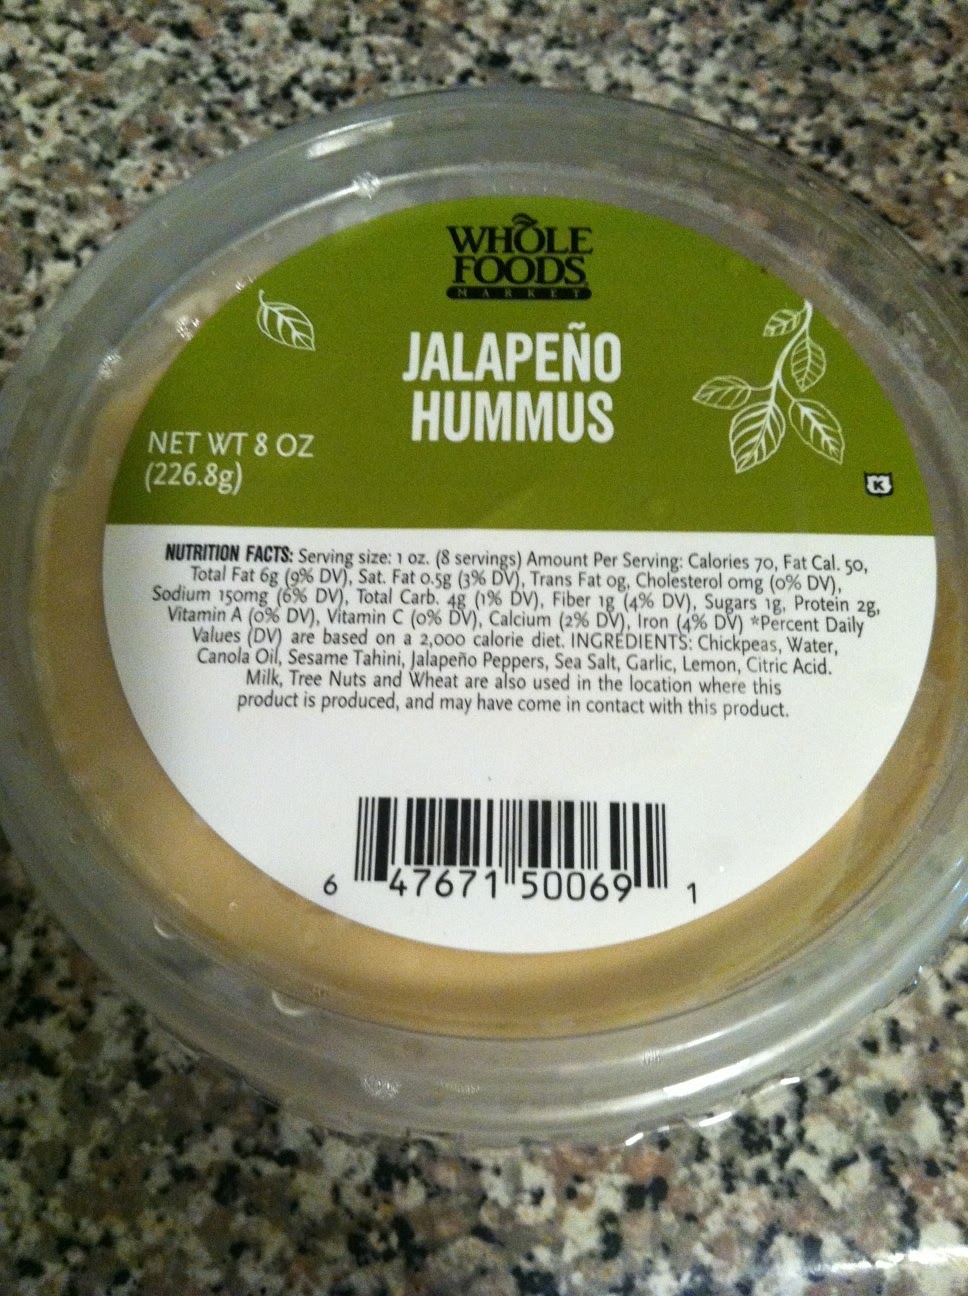 WHOLE
FOODS
MARKET
JALAPEÑO
HUMMUS
NET WT 8 OZ
(226.8g)
K
NUTRITION FACTS: Serving size: 1 oz. (8 servings) Amount Per Serving: Calories 70, Fat Cal. 50,
Total Fat 6g (9% DV), Sat. Fat 0.5g (3% DV), Trans Fat 0g, Cholesterol 0mg (0% DV),
Sodium 150mg (6% DV), Total Carb. 4g (1% DV), Fiber 1g (4% DV), Sugars 1g, Protein 2g,
Vitamin A (0% DV), Vitamin C (0% DV), Calcium (2% DV), Iron (4% DV) *Percent Daily
Values (DV) are based on a 2,000 calorie diet. INGREDIENTS: Chickpeas, Water,
Canola Oil, Sesame Tahini, Jalapeño Peppers, Sea Salt, Garlic, Lemon, Citric Acid.
Milk, Tree Nuts and Wheat are also used in the location where this
product is produced, and may have come in contact with this product.
6 47671 50069 1